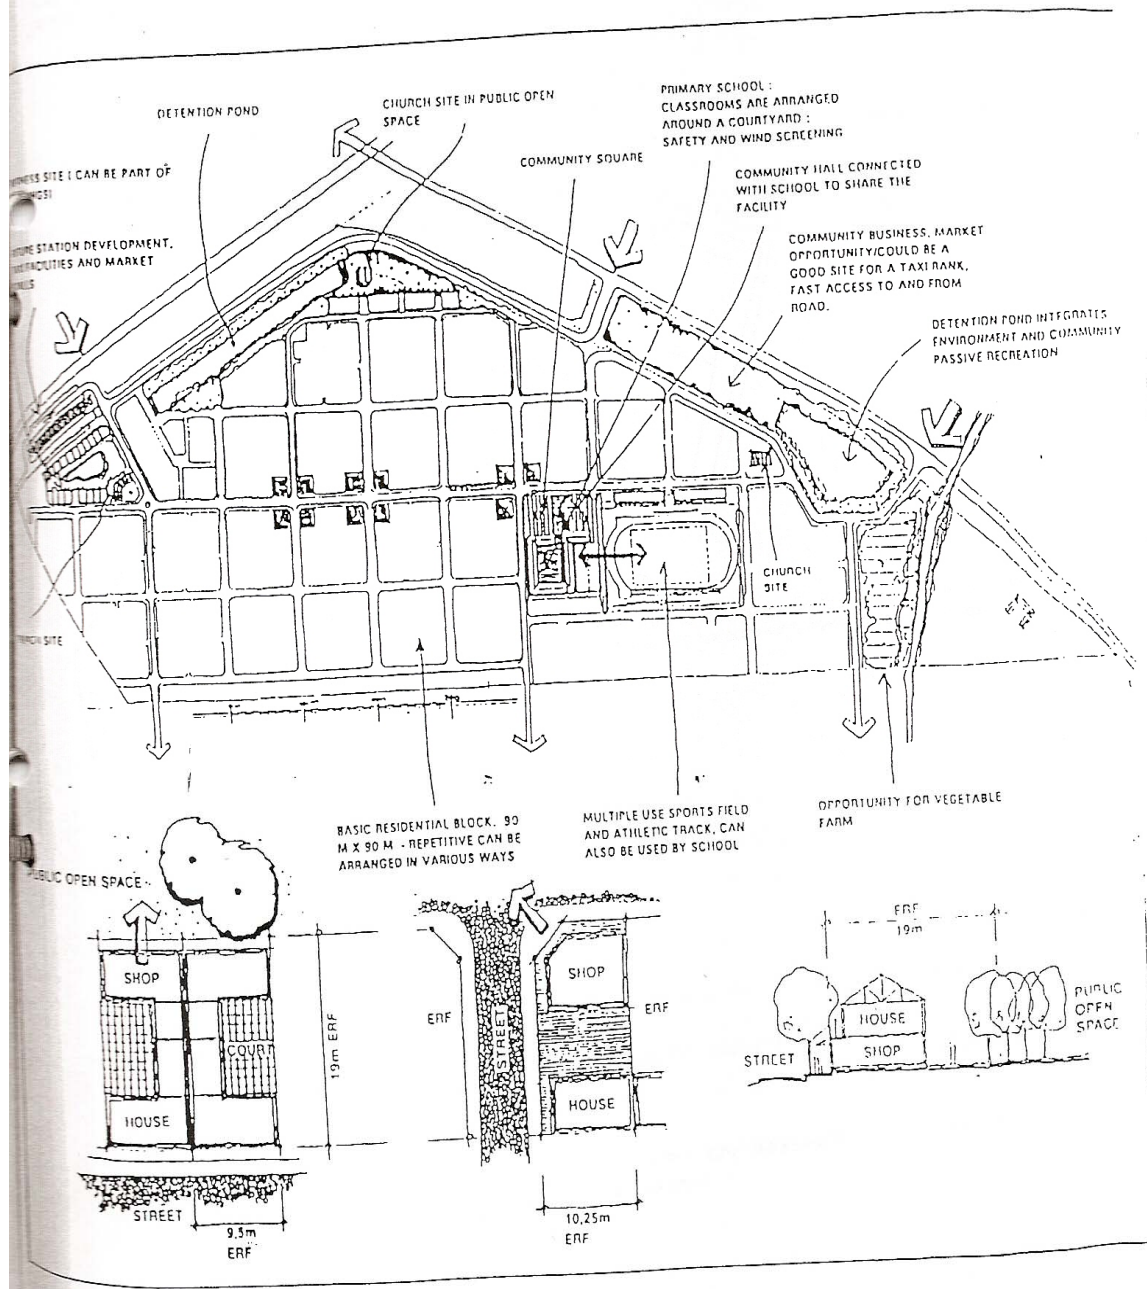 DETENTION POND
CHURCH SITE IN PUBLIC OPEN
SPACE
PRIMARY SCHOOL :
CLASSROOMS ARE ARRANGED
AROUND A COURTYARD :
SAFETY AND WIND SCREENING
COMMUNITY SQUARE
COMMUNITY HALL CONNECTED
WITH SCHOOL TO SHARE THE
FACILITY
SITE ( CAN BE PART OF
STATION DEVELOPMENT,
FACILITIES AND MARKET
COMMUNITY BUSINESS, MARKET
OPPORTUNITY/COULD BE A
GOOD SITE FOR A TAXI RANK,
FAST ACCESS TO AND FROM
ROAD.
DETENTION POND INTEGRATES
ENVIRONMENT AND COMMUNITY
PASSIVE RECREATION
CHURCH
SITE
SITE
BASIC RESIDENTIAL BLOCK, 90
M X 90 M - REPETITIVE CAN BE
ARRANGED IN VARIOUS WAYS
MULTIPLE USE SPORTS FIELD
AND ATHLETIC TRACK, CAN
ALSO BE USED BY SCHOOL
OPPORTUNITY FOR VEGETABLE
FARM
PUBLIC OPEN SPACE
SHOP
COURT
HOUSE
STREET
9,5m
ERF
19m ERF
ERF
STREET
SHOP
ERF
HOUSE
10,25m
ERF
ERF
19m
HOUSE
SHOP
STREET
PUBLIC
OPEN
SPACE